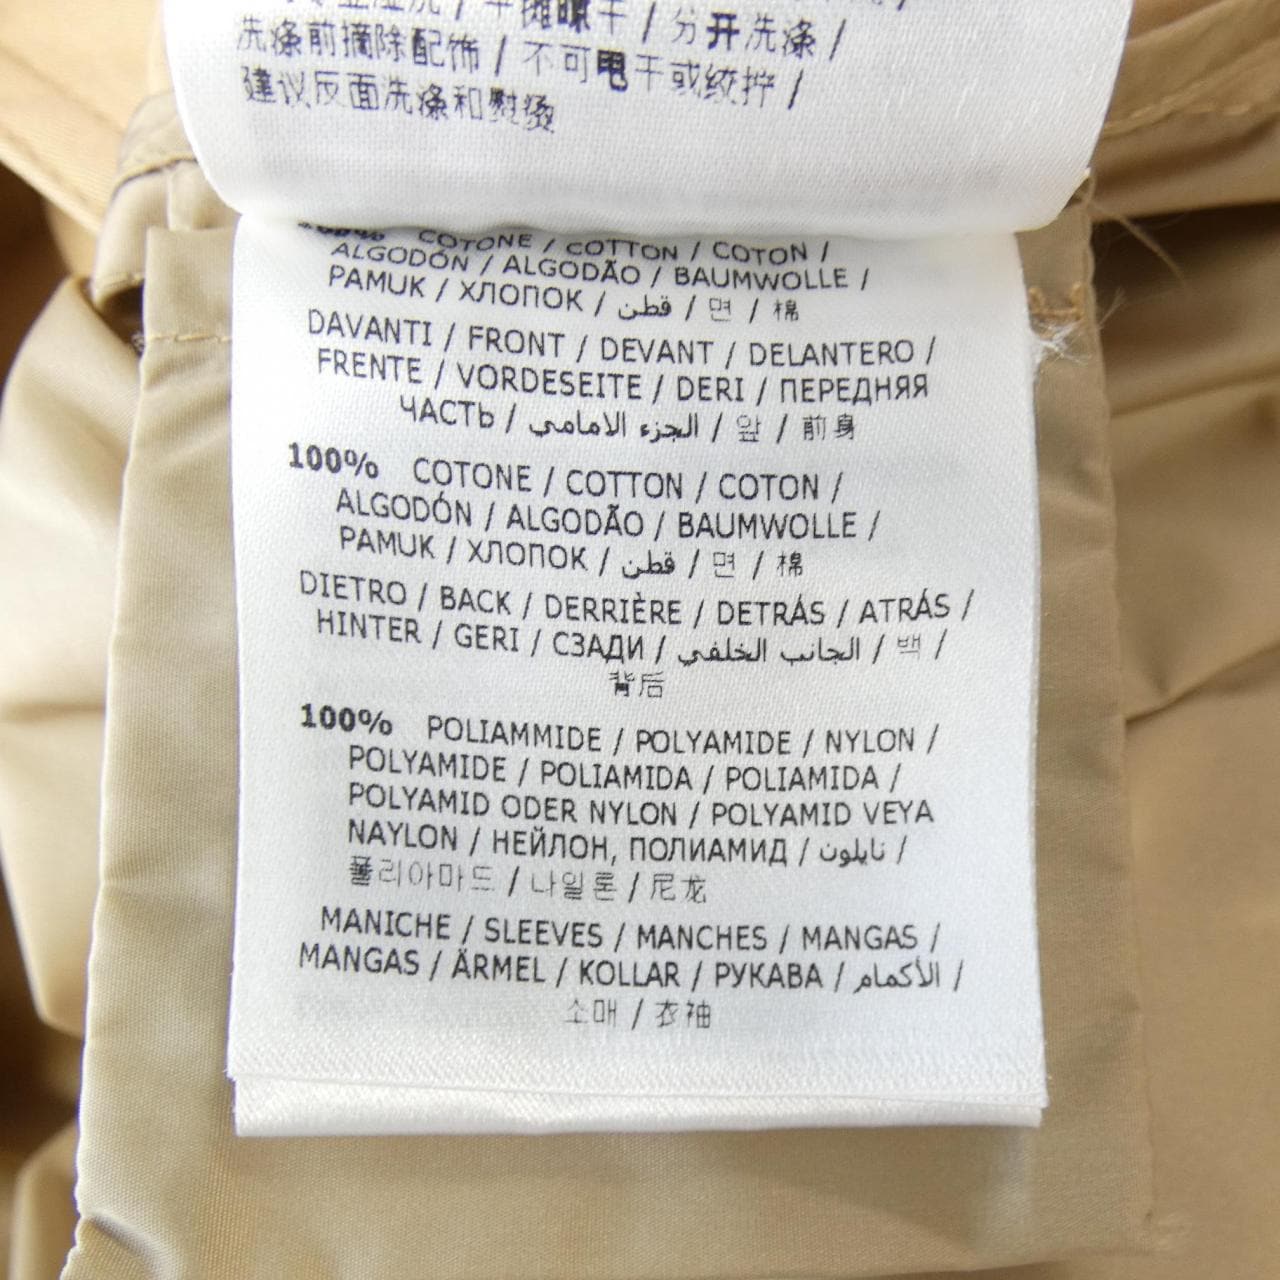 平摊晾干 / 分开洗涤 /
洗涤前摘除配饰 / 不可甩干或绞拧 /
建议反面洗涤和熨烫
100% COTONE / COTTON / COTON /
ALGODÓN / ALGODÃO / BAUMWOLLE /
PAMUK / ХЛОПОК / قطن / 면 / 棉
DAVANTI / FRONT / DEVANT / DELANTERO /
FRENTE / VORDESEITE / DERI / ПЕРЕДНЯЯ
ЧАСТЬ / الجزء الامامي / 앞 / 前身
100% COTONE / COTTON / COTON /
ALGODÓN / ALGODÃO / BAUMWOLLE /
PAMUK / ХЛОПОК / قطن / 면 / 棉
DIETRO / BACK / DERRIÈRE / DETRÁS / ATRÁS /
HINTER / GERI / СЗАДИ / الجانب الخلفي / 백 /
背后
100% POLIAMMIDE / POLYAMIDE / NYLON /
POLYAMIDE / POLIAMIDA / POLIAMIDA /
POLYAMID ODER NYLON / POLYAMID VEYA
NAYLON / НЕЙЛОН, ПОЛИАМИД / نايلون /
폴리아마드 / 나일론 / 尼龙
MANICHE / SLEEVES / MANCHES / MANGAS /
MANGAS / ÄRMEL / KOLLAR / РУКАВА / الأكمام /
소매 / 衣袖